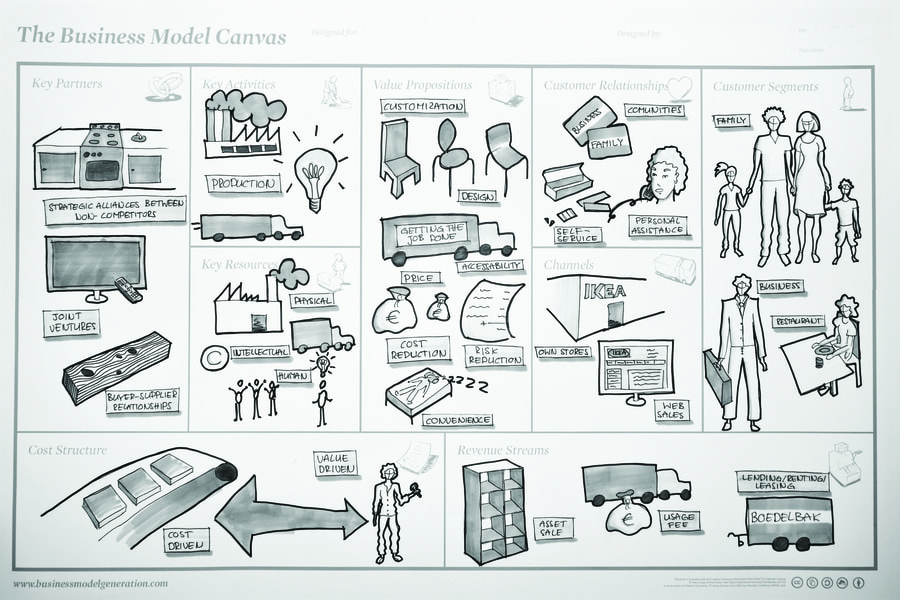 The Business Model Canvas
Designed for:
Designed by:
Key Partners
STRATEGIC ALLIANCES BETWEEN
NON-COMPETITORS
JOINT
VENTURES
BUYER-SUPPLIER
RELATIONSHIPS
Key Activities
PRODUCTION
Key Resources
PHYSICAL
©
INTELLECTUAL
HUMAN
Value Propositions
CUSTOMIZATION
DESIGN
GETTING THE
JOB DONE
ACCESSABILITY
PRICE
€
€
COST
REDUCTION
RISK
REDUCTION
ZZZ
CONVENIENCE
Customer Relationships
BUSINESS
FAMILY
COMUNITIES
SELF-
SERVICE
PERSONAL
ASSISTANCE
Channels
IKEA
OWN STORES
IKEA
WEB
SALES
Customer Segments
FAMILY
BUSINESS
RESTAURANT
Cost Structure
COST
DRIVEN
VALUE
DRIVEN
Revenue Streams
ASSET
SALE
€
USAGE
FEE
LENDING/RENTING/
LEASING
BOEDELBAK
www.businessmodelgeneration.com